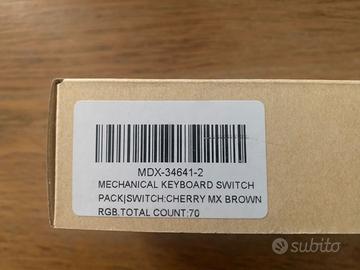 MDX-34641-2
MECHANICAL KEYBOARD SWITCH
PACK|SWITCH:CHERRY MX BROWN
RGB.TOTAL COUNT:70
subito